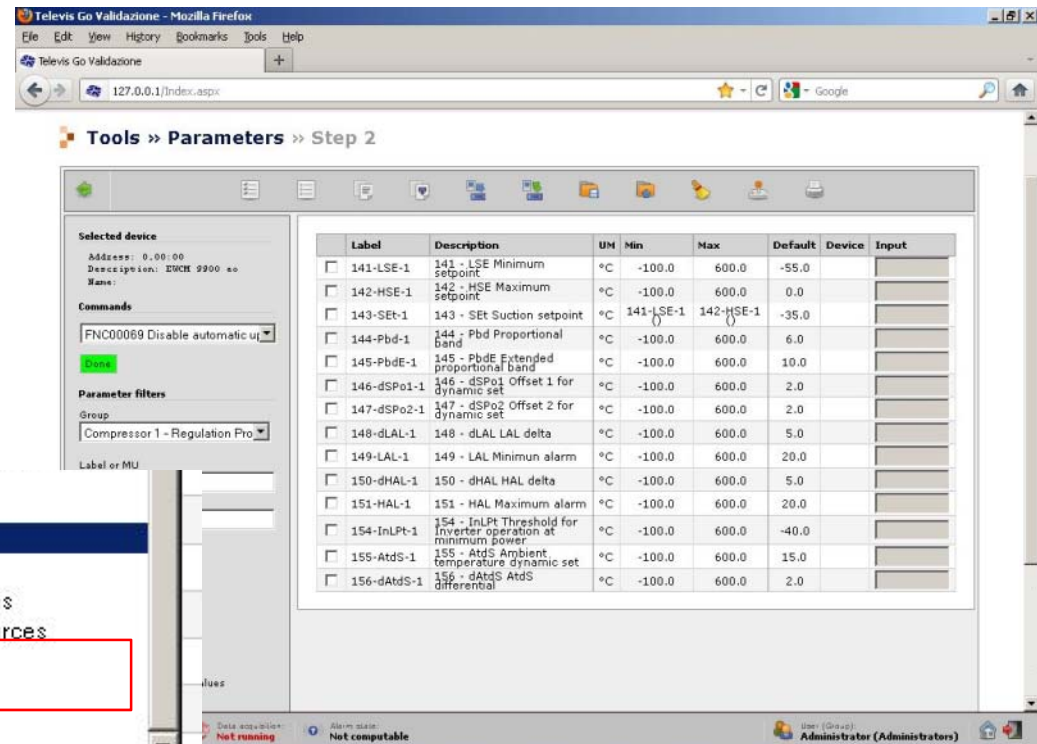 Televis Go Validazione - Mozilla Firefox
File Edit View History Bookmarks Tools Help
Televis Go Validazione
127.0.0.1/Index.aspx
Google
Tools » Parameters » Step 2
Selected device
Address: 0.00:00
Description: EWCM 9900 eo
Name:
Commands
FNC00069 Disable automatic up
Done
Parameter filters
Group
Compressor 1 - Regulation Pro
Label or MU
Label Description UM Min Max Default Device Input
141-LSE-1 141 - LSE Minimum setpoint °C -100.0 600.0 -55.0
142-HSE-1 142 - HSE Maximum setpoint °C -100.0 600.0 0.0
143-SEt-1 143 - SEt Suction setpoint °C 141-LSE-1 () 142-HSE-1 () -35.0
144-Pbd-1 144 - Pbd Proportional band °C -100.0 600.0 6.0
145-PbdE-1 145 - PbdE Extended proportional band °C -100.0 600.0 10.0
146-dSPo1-1 146 - dSPo1 Offset 1 for dynamic set °C -100.0 600.0 2.0
147-dSPo2-1 147 - dSPo2 Offset 2 for dynamic set °C -100.0 600.0 2.0
148-dLAL-1 148 - dLAL LAL delta °C -100.0 600.0 5.0
149-LAL-1 149 - LAL Minimun alarm °C -100.0 600.0 20.0
150-dHAL-1 150 - dHAL HAL delta °C -100.0 600.0 5.0
151-HAL-1 151 - HAL Maximum alarm °C -100.0 600.0 20.0
154-InLPt-1 154 - InLPt Threshold for Inverter operation at minimum power °C -100.0 600.0 -40.0
155-AtdS-1 155 - AtdS Ambient temperature dynamic set °C -100.0 600.0 15.0
156-dAtdS-1 156 - dAtdS AtdS differential °C -100.0 600.0 2.0
s
rces
lues
Data acquisition:
Not running
Alarm state:
Not computable
User (Group):
Administrator (Administrators)